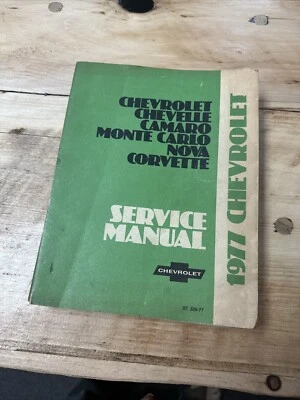 CHEVROLET
CHEVELLE
CAMARO
MONTE CARLO
NOVA
CORVETTE
SERVICE
MANUAL
CHEVROLET
1977 CHEVROLET